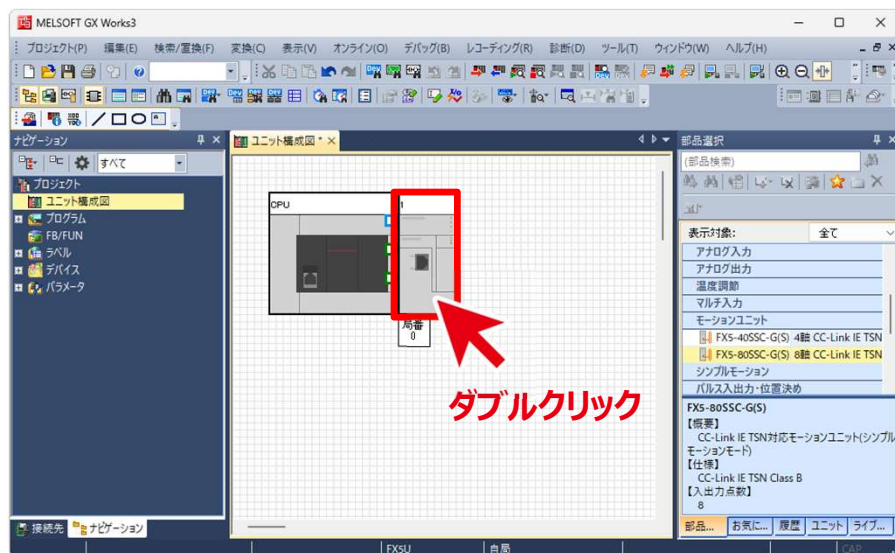 MELSOFT GX Works3
プロジェクト(P) 編集(E) 検索/置換(F) 変換(C) 表示(V) オンライン(O) デバッグ(B) レコーディング(R) 診断(D) ツール(T) ウィンドウ(W) ヘルプ(H)
ナビゲーション
すべて
プロジェクト
ユニット構成図
プログラム
FB/FUN
ラベル
デバイス
パラメータ
接続先
ナビゲーション
ユニット構成図 *
CPU
1
局番
0
ダブルクリック
部品選択
(部品検索)
表示対象: 全て
アナログ入力
アナログ出力
温度調節
マルチ入力
モーションユニット
FX5-40SSC-G(S) 4軸 CC-Link IE TSN
FX5-80SSC-G(S) 8軸 CC-Link IE TSN
シンプルモーション
パルス入出力・位置決め
FX5-80SSC-G(S)
【概要】
CC-Link IE TSN対応モーションユニット(シンプル
モーションモード)
【仕様】
CC-Link IE TSN Class B
【入出力点数】
8
部品... お気に... 履歴 ユニット ライブ...
FX5U 自局 CAP